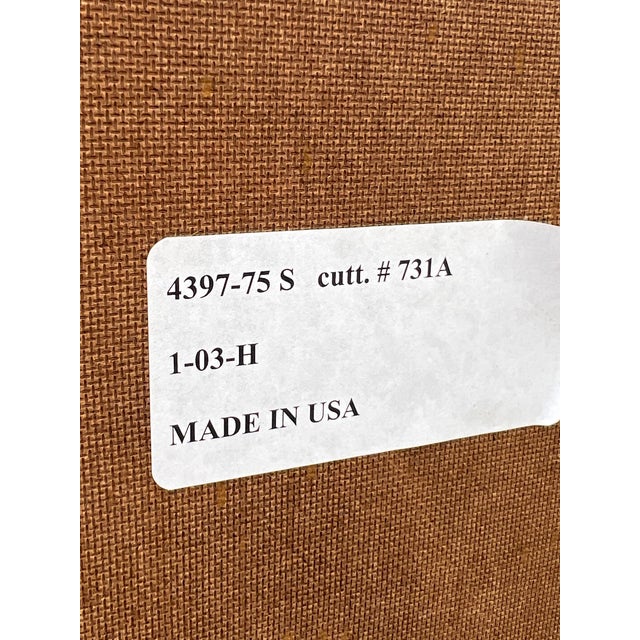 4397-75 S cutt. # 731A
1-03-H
MADE IN USA